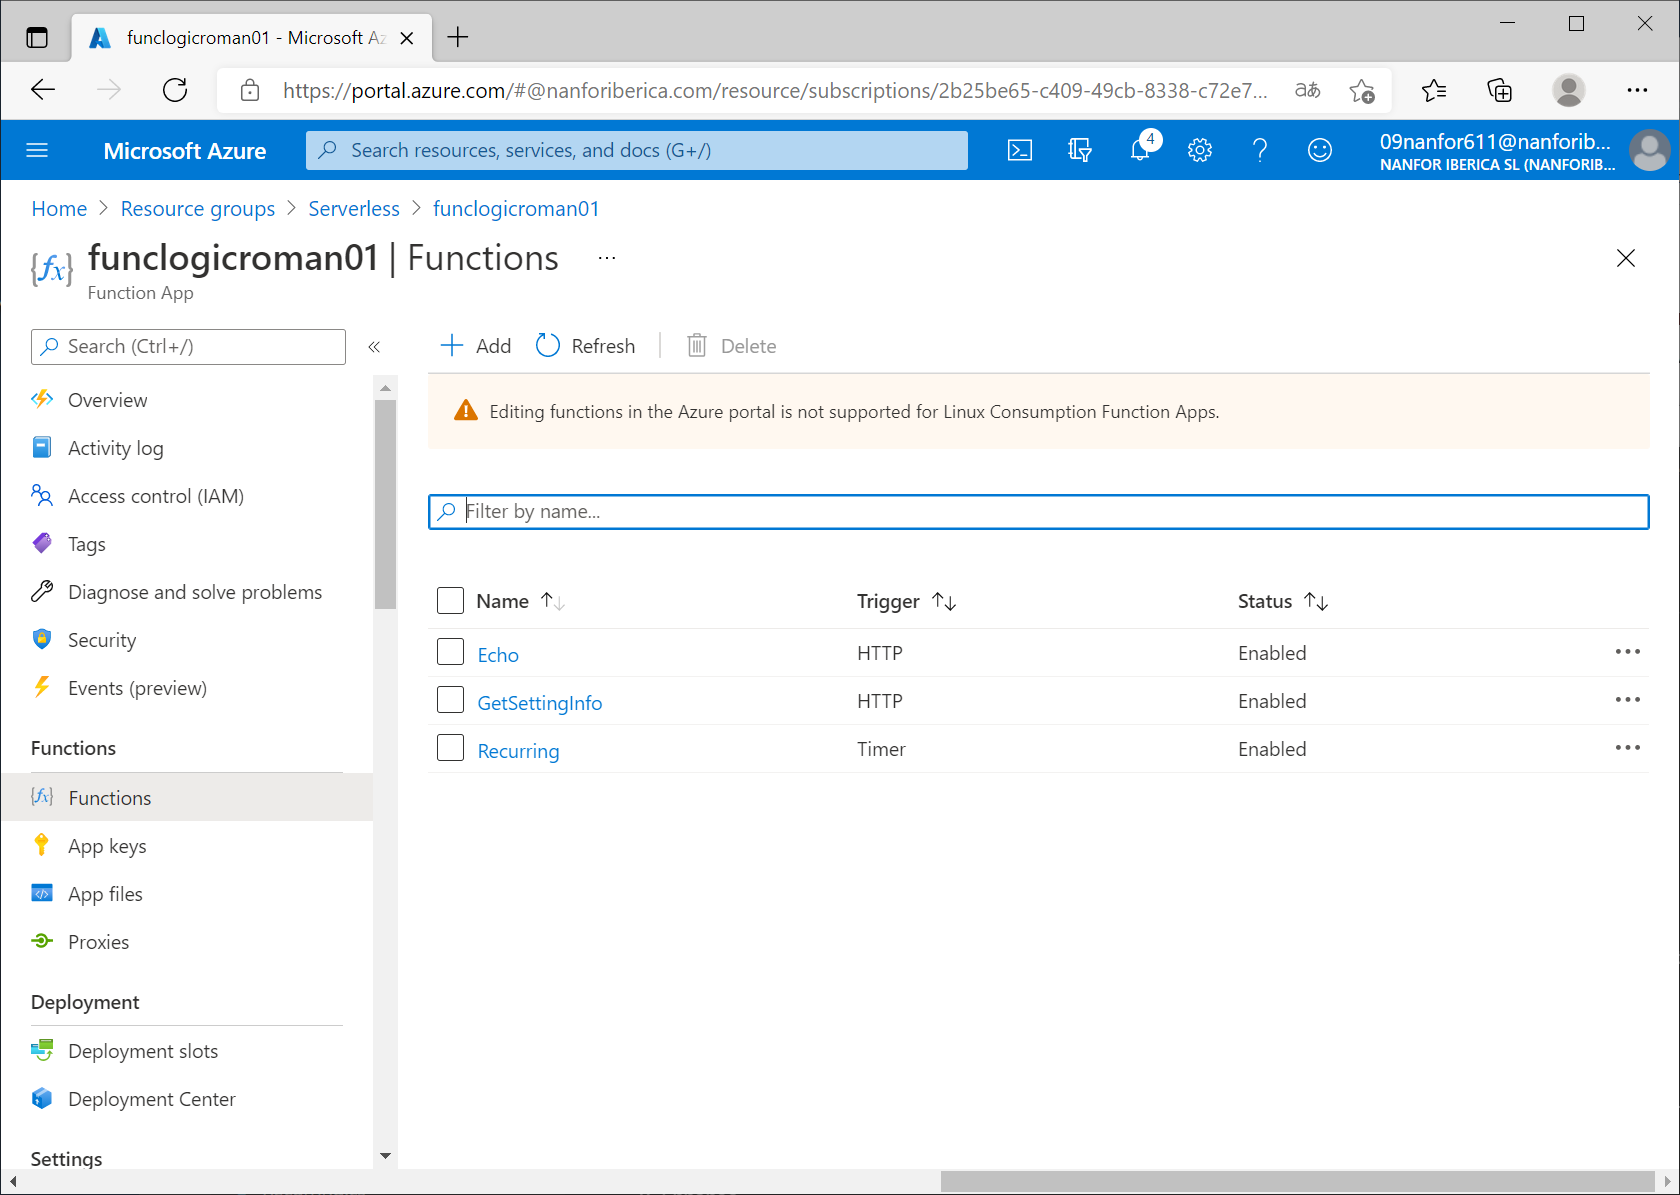 funclogicroman01 - Microsoft Az
https://portal.azure.com/#@nanforiberica.com/resource/subscriptions/2b25be65-c409-49cb-8338-c72e7...
aあ
Microsoft Azure
Search resources, services, and docs (G+/)
4
09nanfor611@nanforib...
NANFOR IBERICA SL (NANFORIB...
Home > Resource groups > Serverless > funclogicroman01
funclogicroman01 | Functions ...
Function App
Search (Ctrl+/)
«
Add
Refresh
Delete
Overview
Activity log
Access control (IAM)
Tags
Diagnose and solve problems
Security
Events (preview)
Functions
Functions
App keys
App files
Proxies
Deployment
Deployment slots
Deployment Center
Settings
Editing functions in the Azure portal is not supported for Linux Consumption Function Apps.
Filter by name...
Name Trigger Status
Echo HTTP Enabled
GetSettingInfo HTTP Enabled
Recurring Timer Enabled